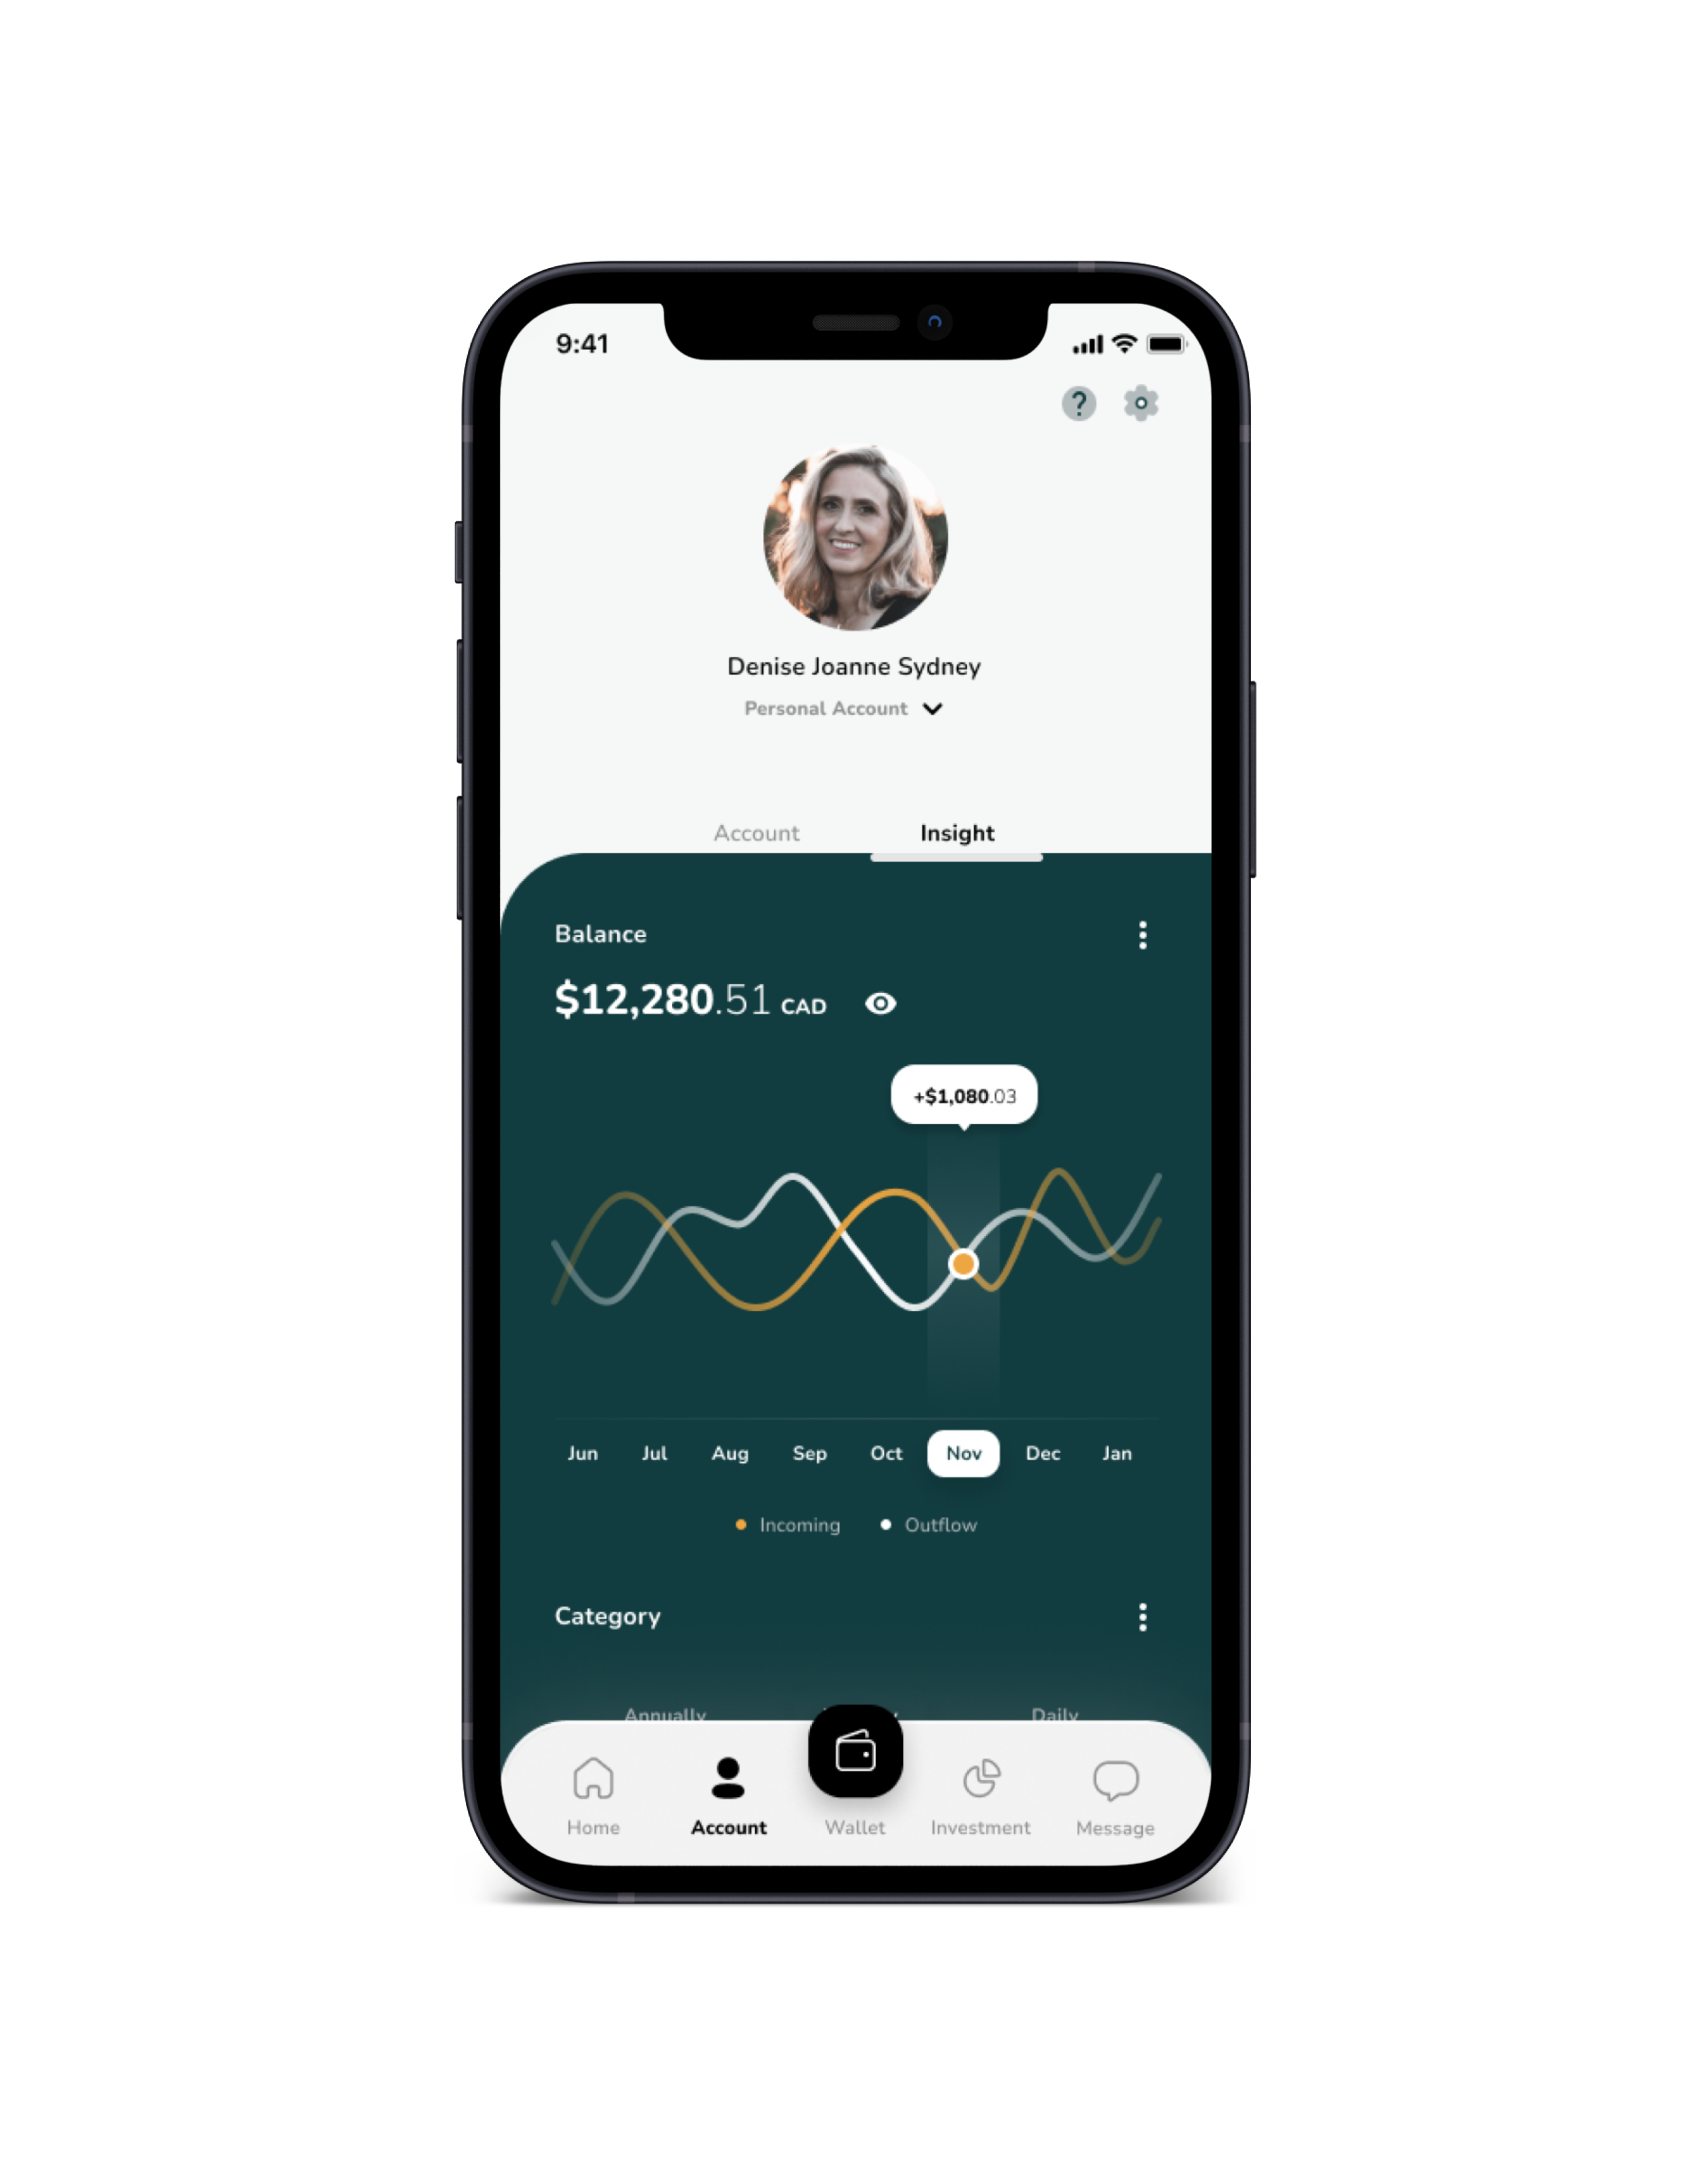 9:41
?
Denise Joanne Sydney
Personal Account
Account Insight
Balance
$12,280.51 CAD
+$1,080.03
Jun Jul Aug Sep Oct Nov Dec Jan
Incoming Outflow
Category
Annually Daily
Home Account Wallet Investment Message